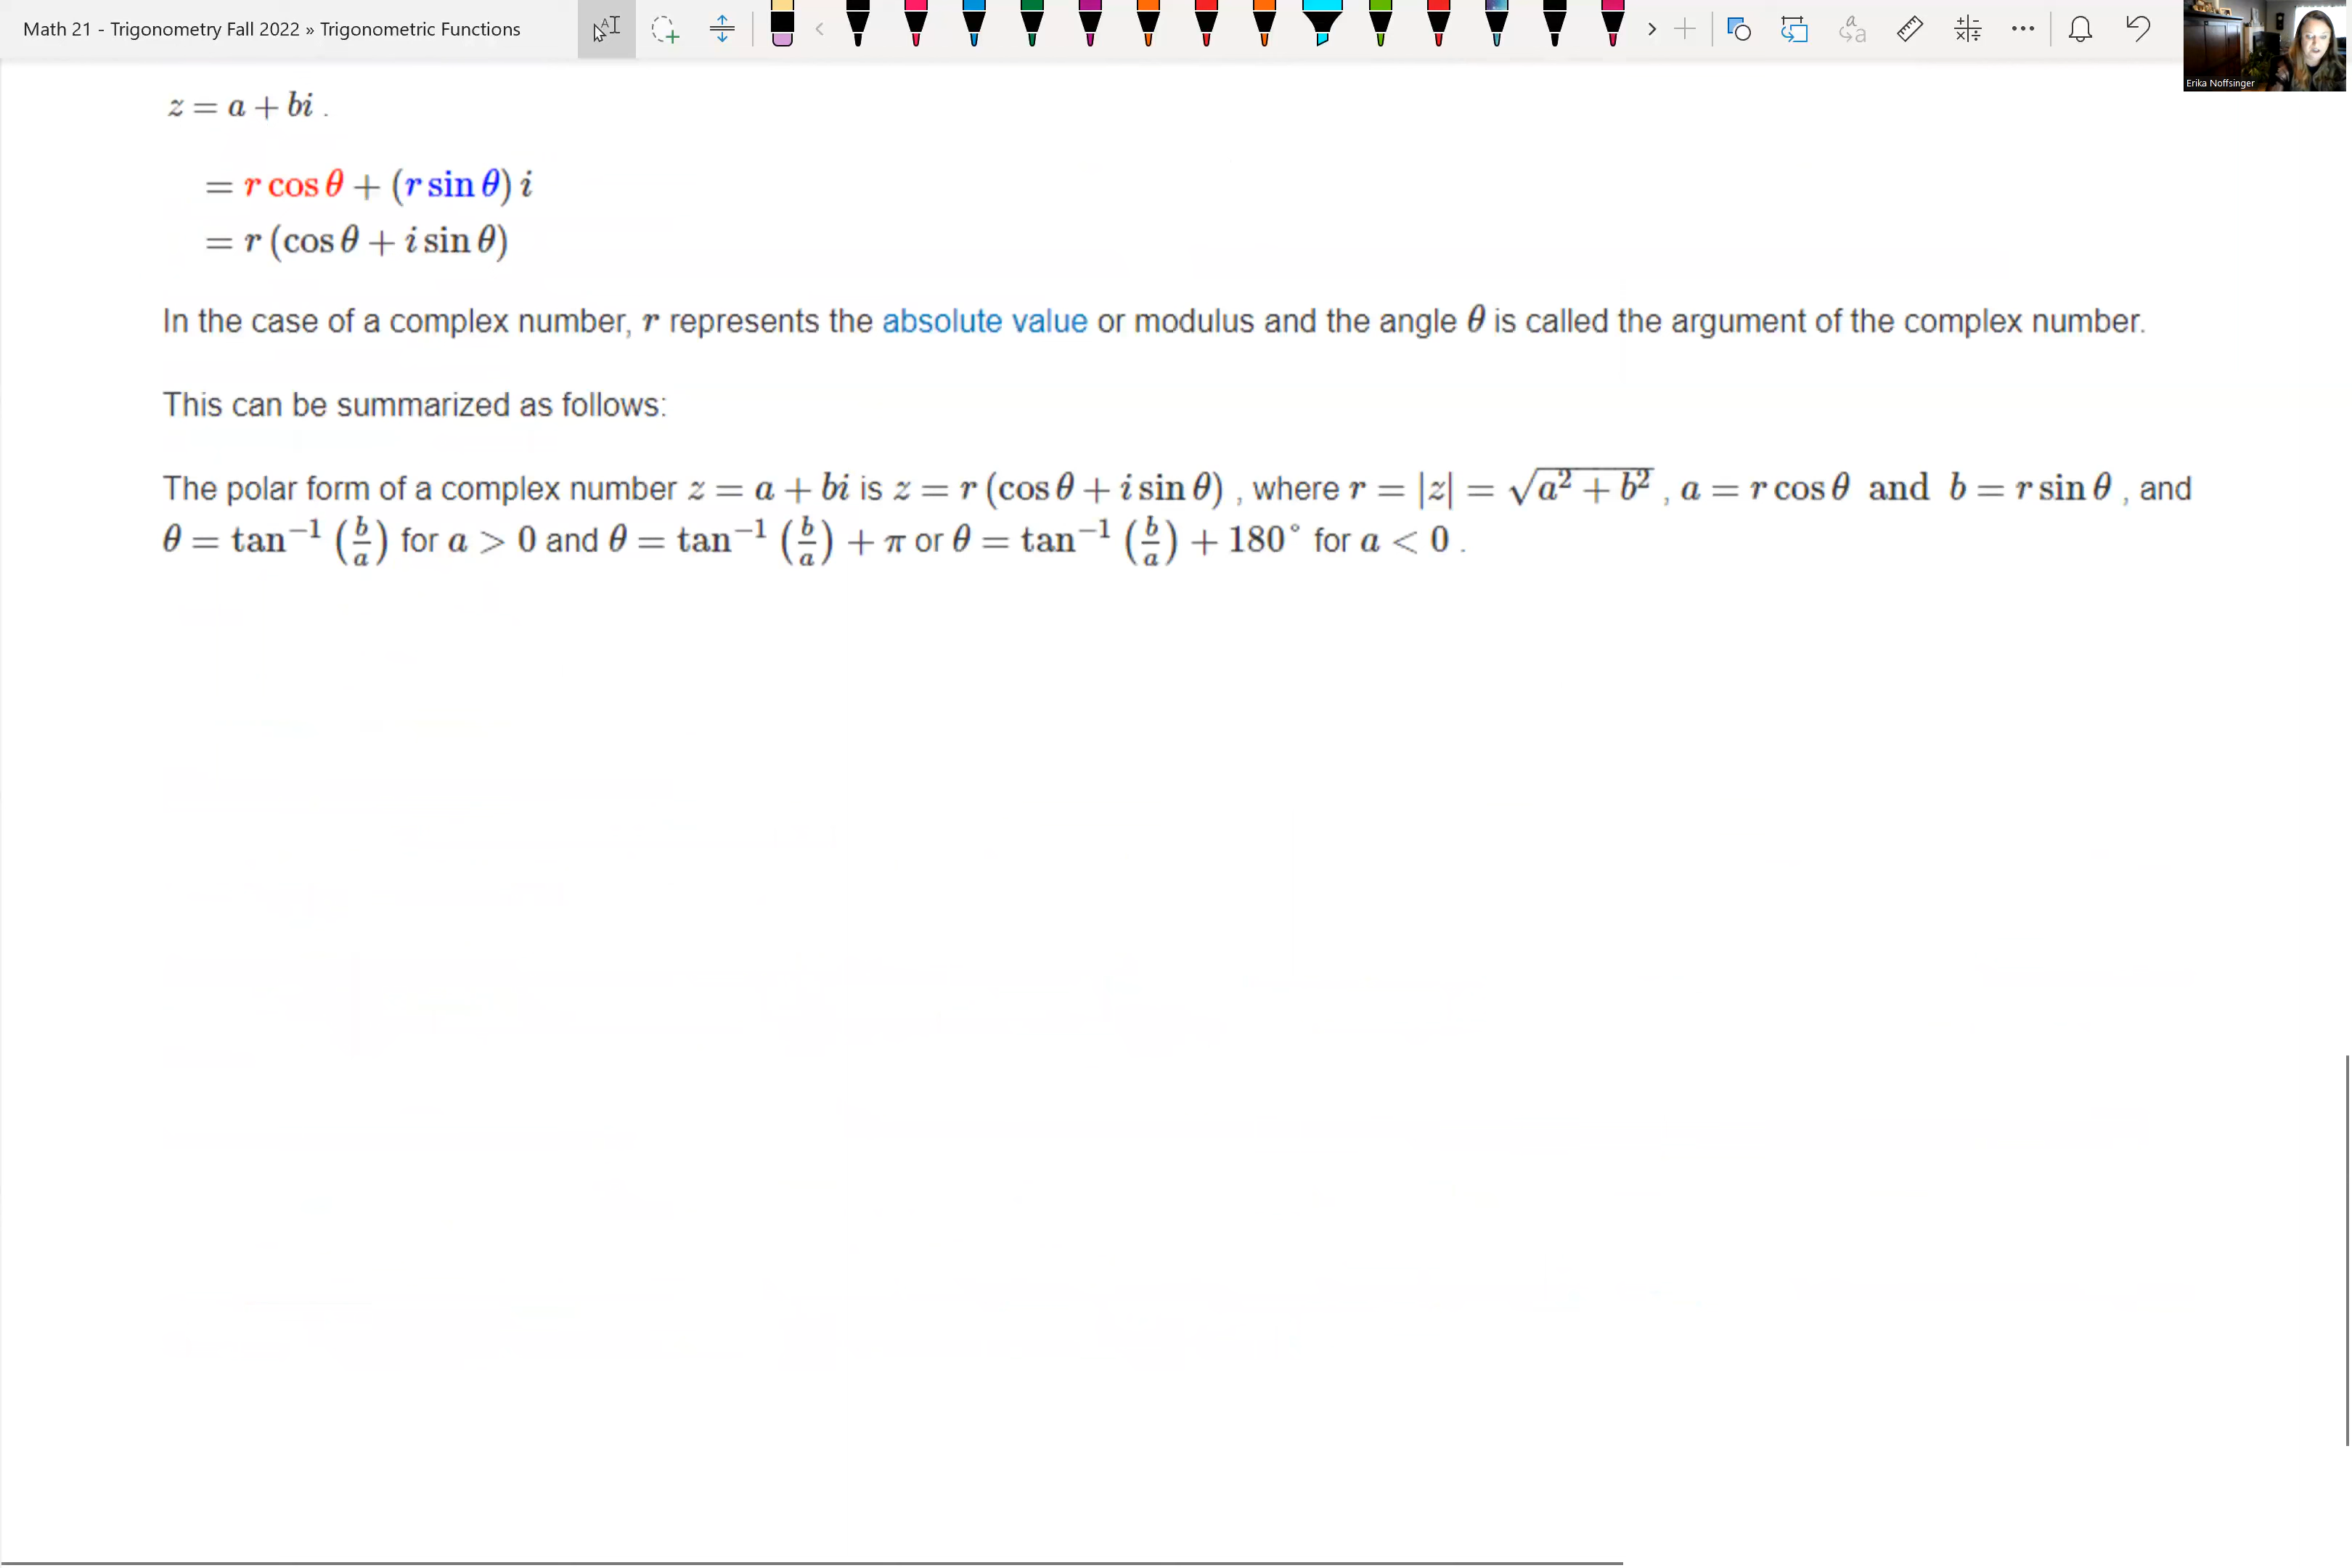 Math 21 - Trigonometry Fall 2022 » Trigonometric Functions
Erika Noffsinger
z = a + bi .
= r cos θ + (r sin θ) i
= r (cos θ + i sin θ)
In the case of a complex number, r represents the absolute value or modulus and the angle θ is called the argument of the complex number.
This can be summarized as follows:
The polar form of a complex number z = a + bi is z = r (cos θ + i sin θ) , where r = |z| = √(a² + b²) , a = r cos θ and b = r sin θ , and
θ = tan⁻¹ (b/a) for a > 0 and θ = tan⁻¹ (b/a) + π or θ = tan⁻¹ (b/a) + 180° for a < 0 .